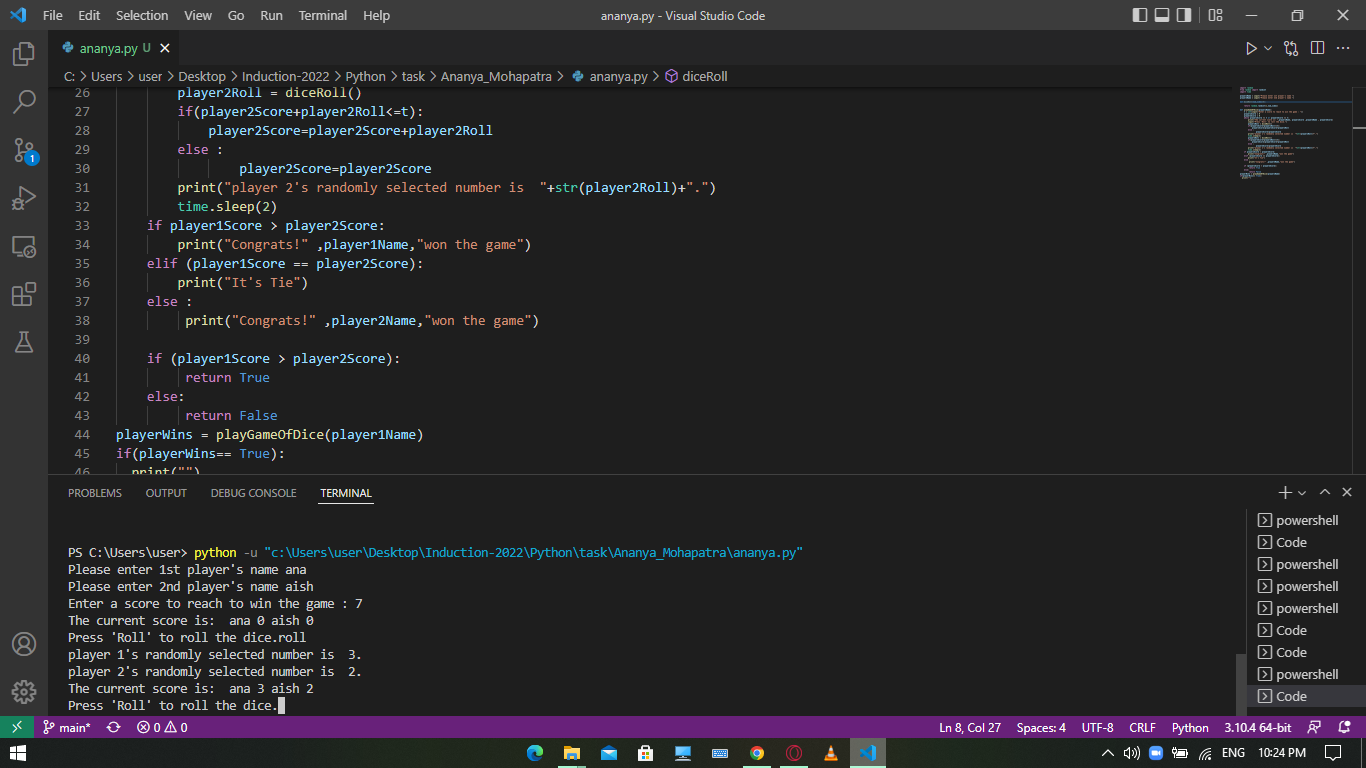 File Edit Selection View Go Run Terminal Help ananya.py - Visual Studio Code
ananya.py U
C: > Users > user > Desktop > Induction-2022 > Python > task > Ananya_Mohapatra > ananya.py > diceRoll
26 player2Roll = diceRoll()
27 if(player2Score+player2Roll<=t):
28 player2Score=player2Score+player2Roll
29 else :
30 player2Score=player2Score
31 print("player 2's randomly selected number is  "+str(player2Roll)+".")
32 time.sleep(2)
33 if player1Score > player2Score:
34 print("Congrats!" ,player1Name,"won the game")
35 elif (player1Score == player2Score):
36 print("It's Tie")
37 else :
38 print("Congrats!" ,player2Name,"won the game")
39
40 if (player1Score > player2Score):
41 return True
42 else:
43 return False
44 playerWins = playGameOfDice(player1Name)
45 if(playerWins== True):
46 print("")
PROBLEMS OUTPUT DEBUG CONSOLE TERMINAL
PS C:\Users\user> python -u "c:\Users\user\Desktop\Induction-2022\Python\task\Ananya_Mohapatra\ananya.py"
Please enter 1st player's name ana
Please enter 2nd player's name aish
Enter a score to reach to win the game : 7
The current score is:  ana 0 aish 0
Press 'Roll' to roll the dice.roll
player 1's randomly selected number is  3.
player 2's randomly selected number is  2.
The current score is:  ana 3 aish 2
Press 'Roll' to roll the dice.
powershell
Code
powershell
powershell
powershell
Code
Code
powershell
Code
1
main* 0 0 Ln 8, Col 27 Spaces: 4 UTF-8 CRLF Python 3.10.4 64-bit
ENG 10:24 PM